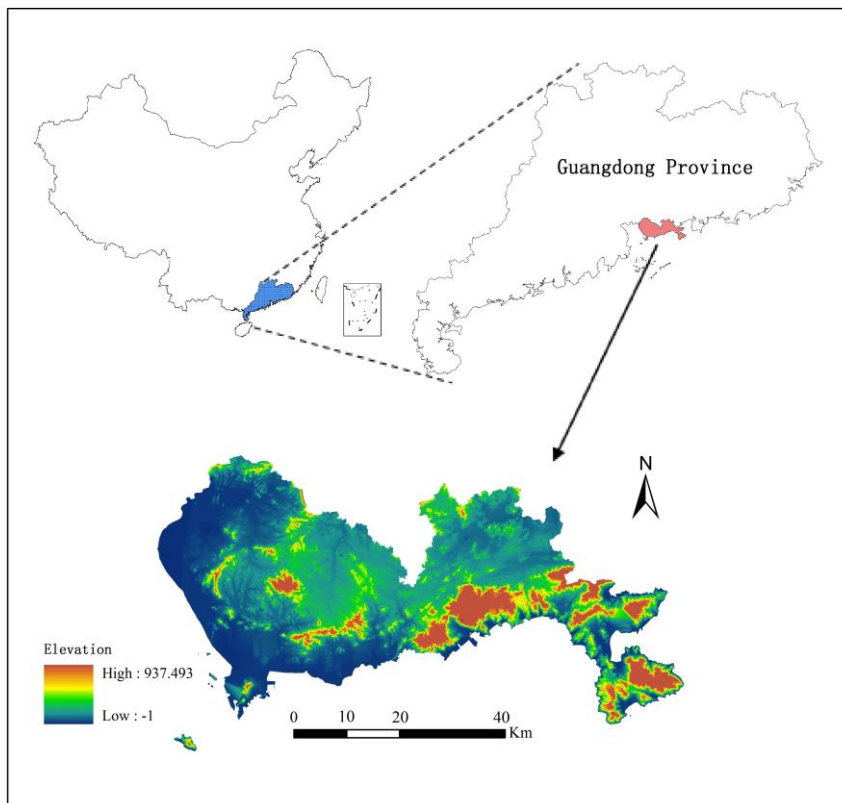 Guangdong Province
N
Elevation
High : 937.493
Low : -1
0 10 20 40
Km